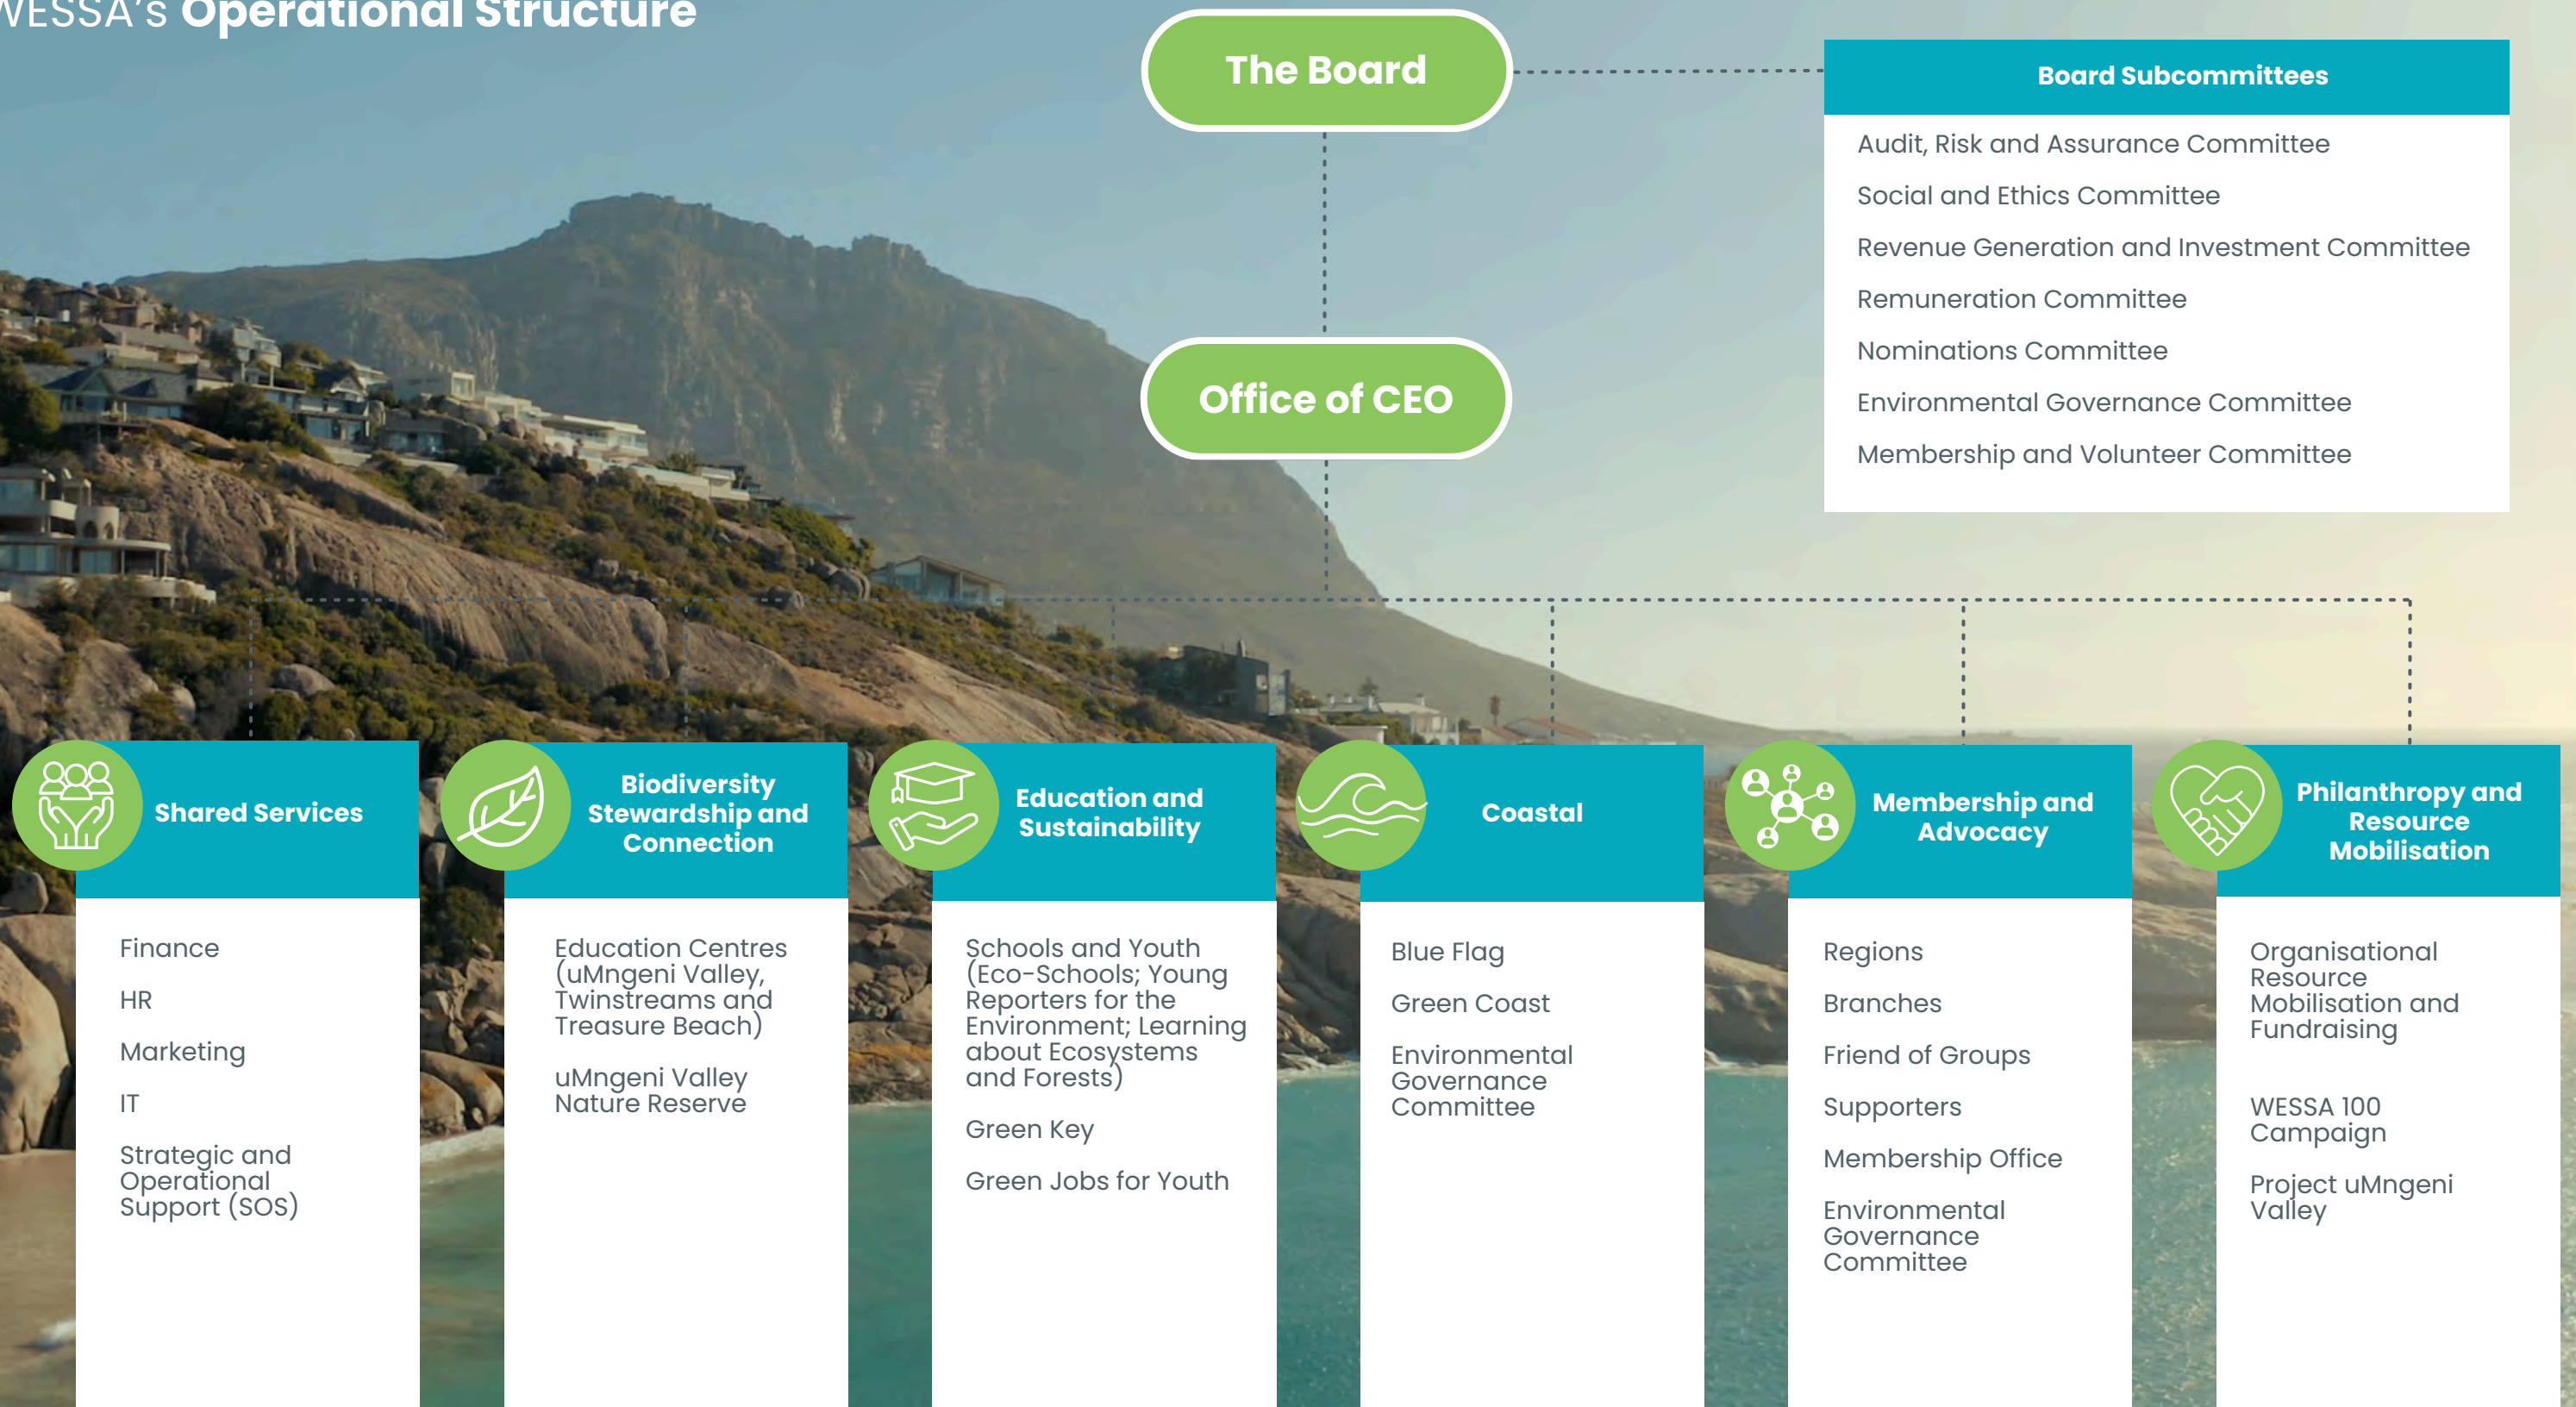 WESSA's Operational Structure
The Board
Board Subcommittees
Audit, Risk and Assurance Committee
Social and Ethics Committee
Revenue Generation and Investment Committee
Remuneration Committee
Nominations Committee
Environmental Governance Committee
Membership and Volunteer Committee
Office of CEO
Shared Services
Finance
HR
Marketing
IT
Strategic and
Operational
Support (SOS)
Biodiversity
Stewardship and
Connection
Education Centres
(uMngeni Valley,
Twinstreams and
Treasure Beach)
uMngeni Valley
Nature Reserve
Education and
Sustainability
Schools and Youth
(Eco-Schools; Young
Reporters for the
Environment; Learning
about Ecosystems
and Forests)
Green Key
Green Jobs for Youth
Coastal
Blue Flag
Green Coast
Environmental
Governance
Committee
Membership and
Advocacy
Regions
Branches
Friend of Groups
Supporters
Membership Office
Environmental
Governance
Committee
Philanthropy and
Resource
Mobilisation
Organisational
Resource
Mobilisation and
Fundraising
WESSA 100
Campaign
Project uMngeni
Valley